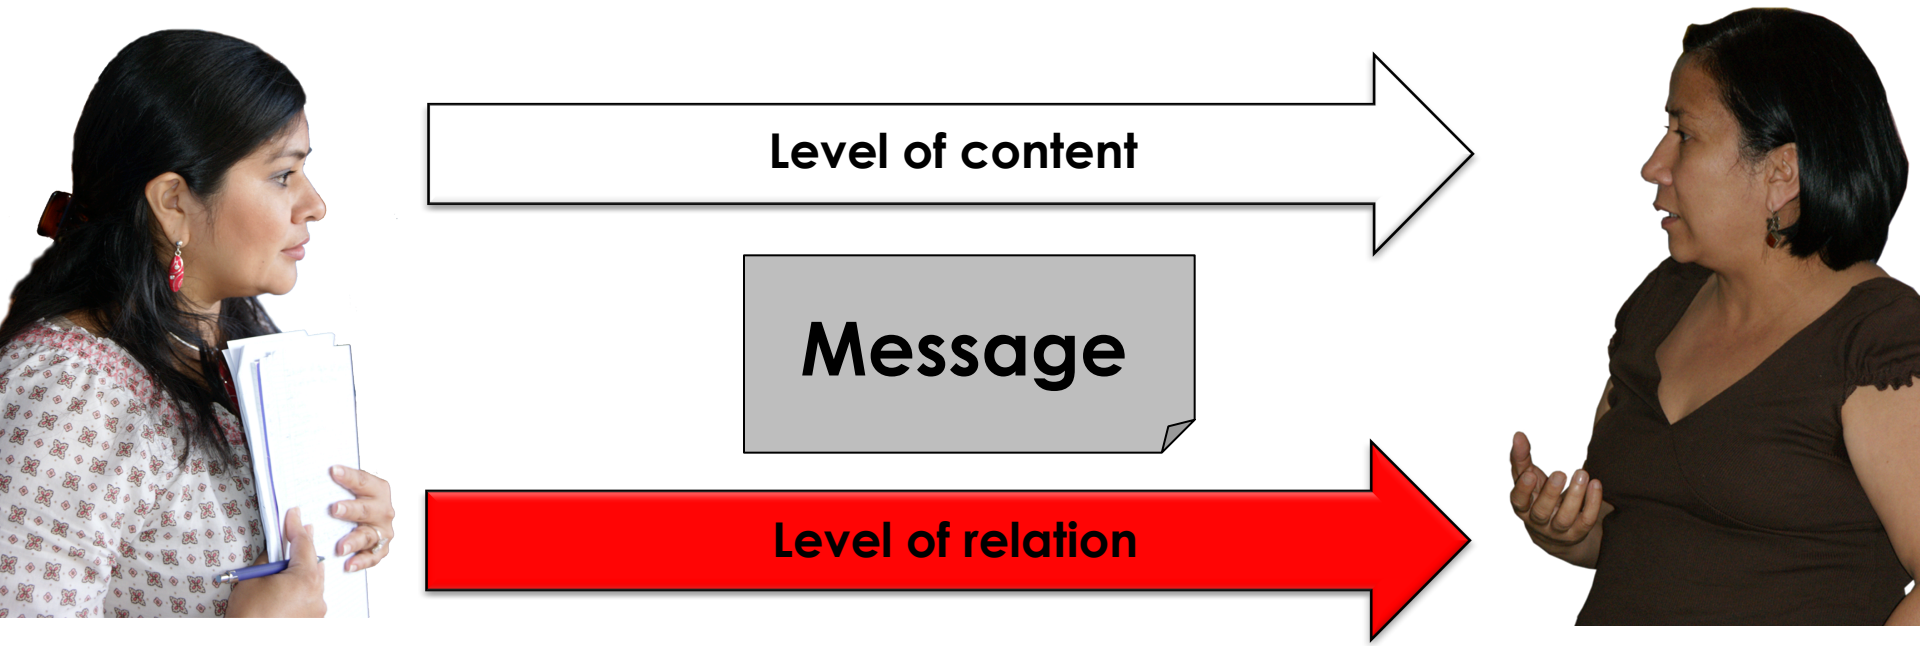 Level of content
Message
Level of relation